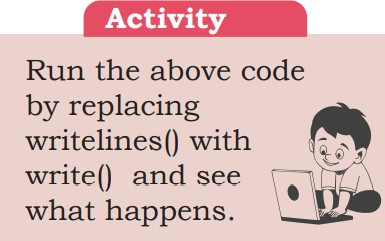 Activity
Run the above code
by replacing
writelines() with
write()  and see
what happens.